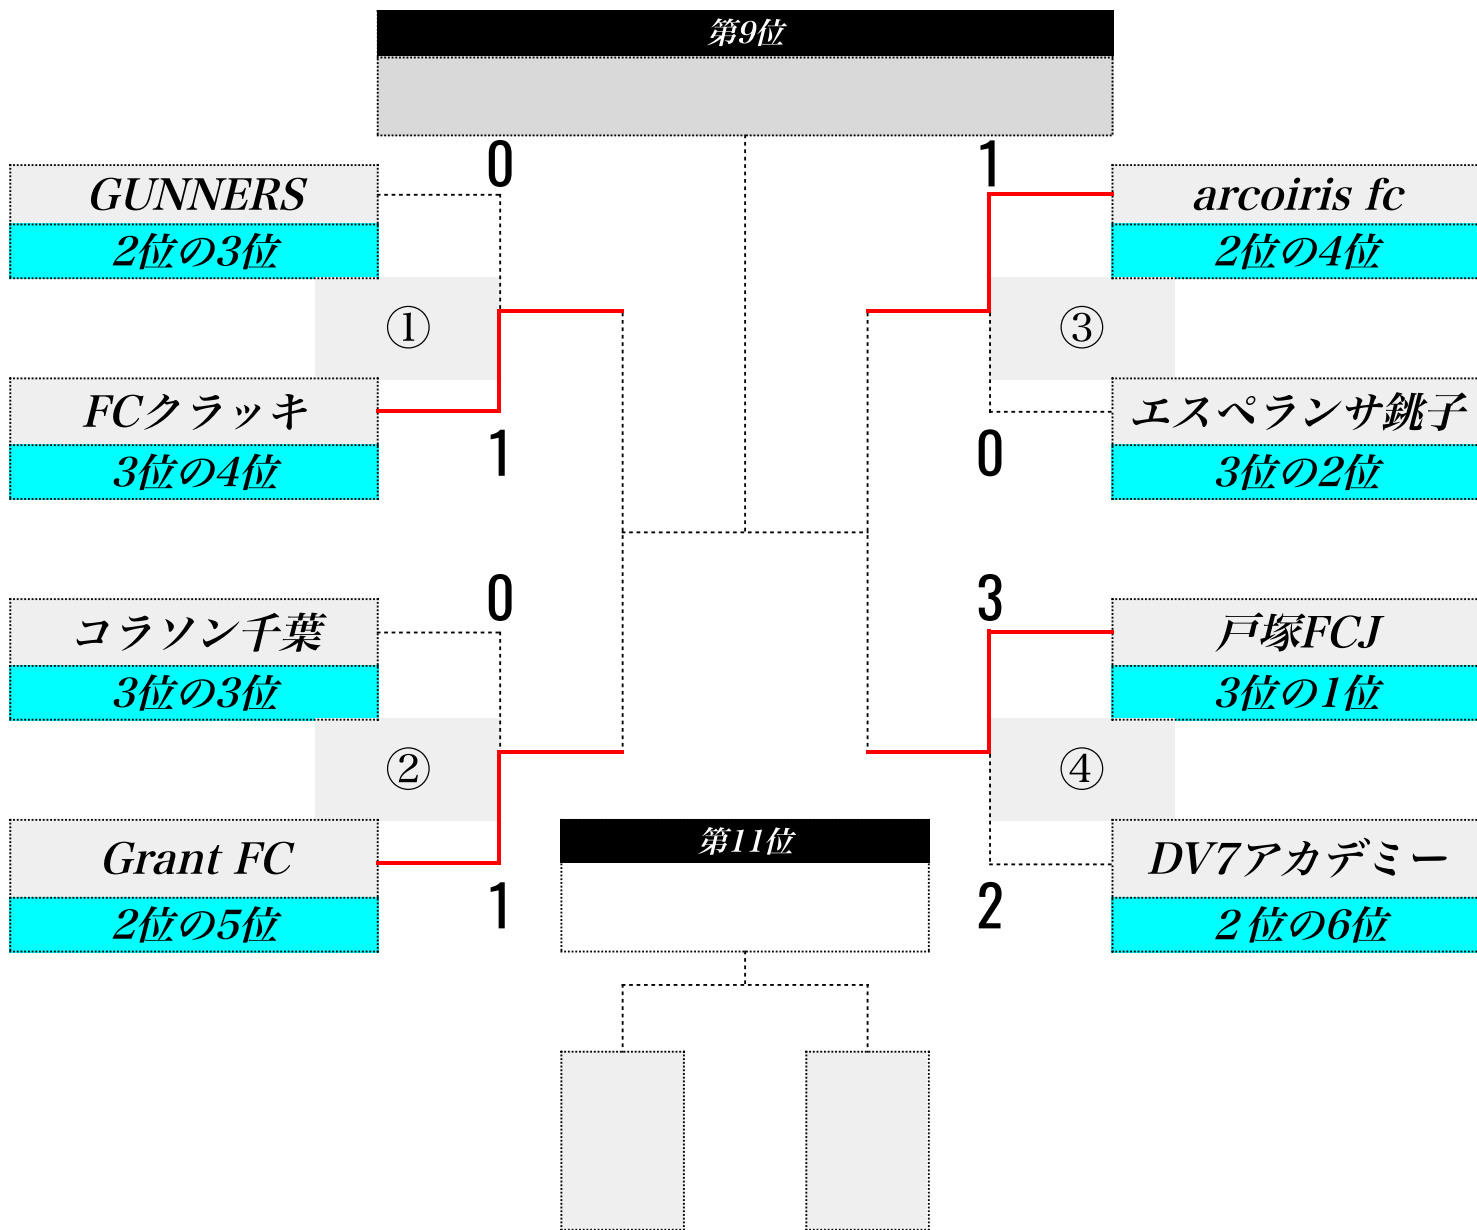 第9位
0
1
GUNNERS
2位の3位
arcoiris fc
2位の4位
①
③
FCクラッキ
3位の4位
エスペランサ銚子
3位の2位
1
0
0
3
コラソン千葉
3位の3位
戸塚FCJ
3位の1位
②
④
Grant FC
2位の5位
第11位
DV7アカデミー
2位の6位
1
2